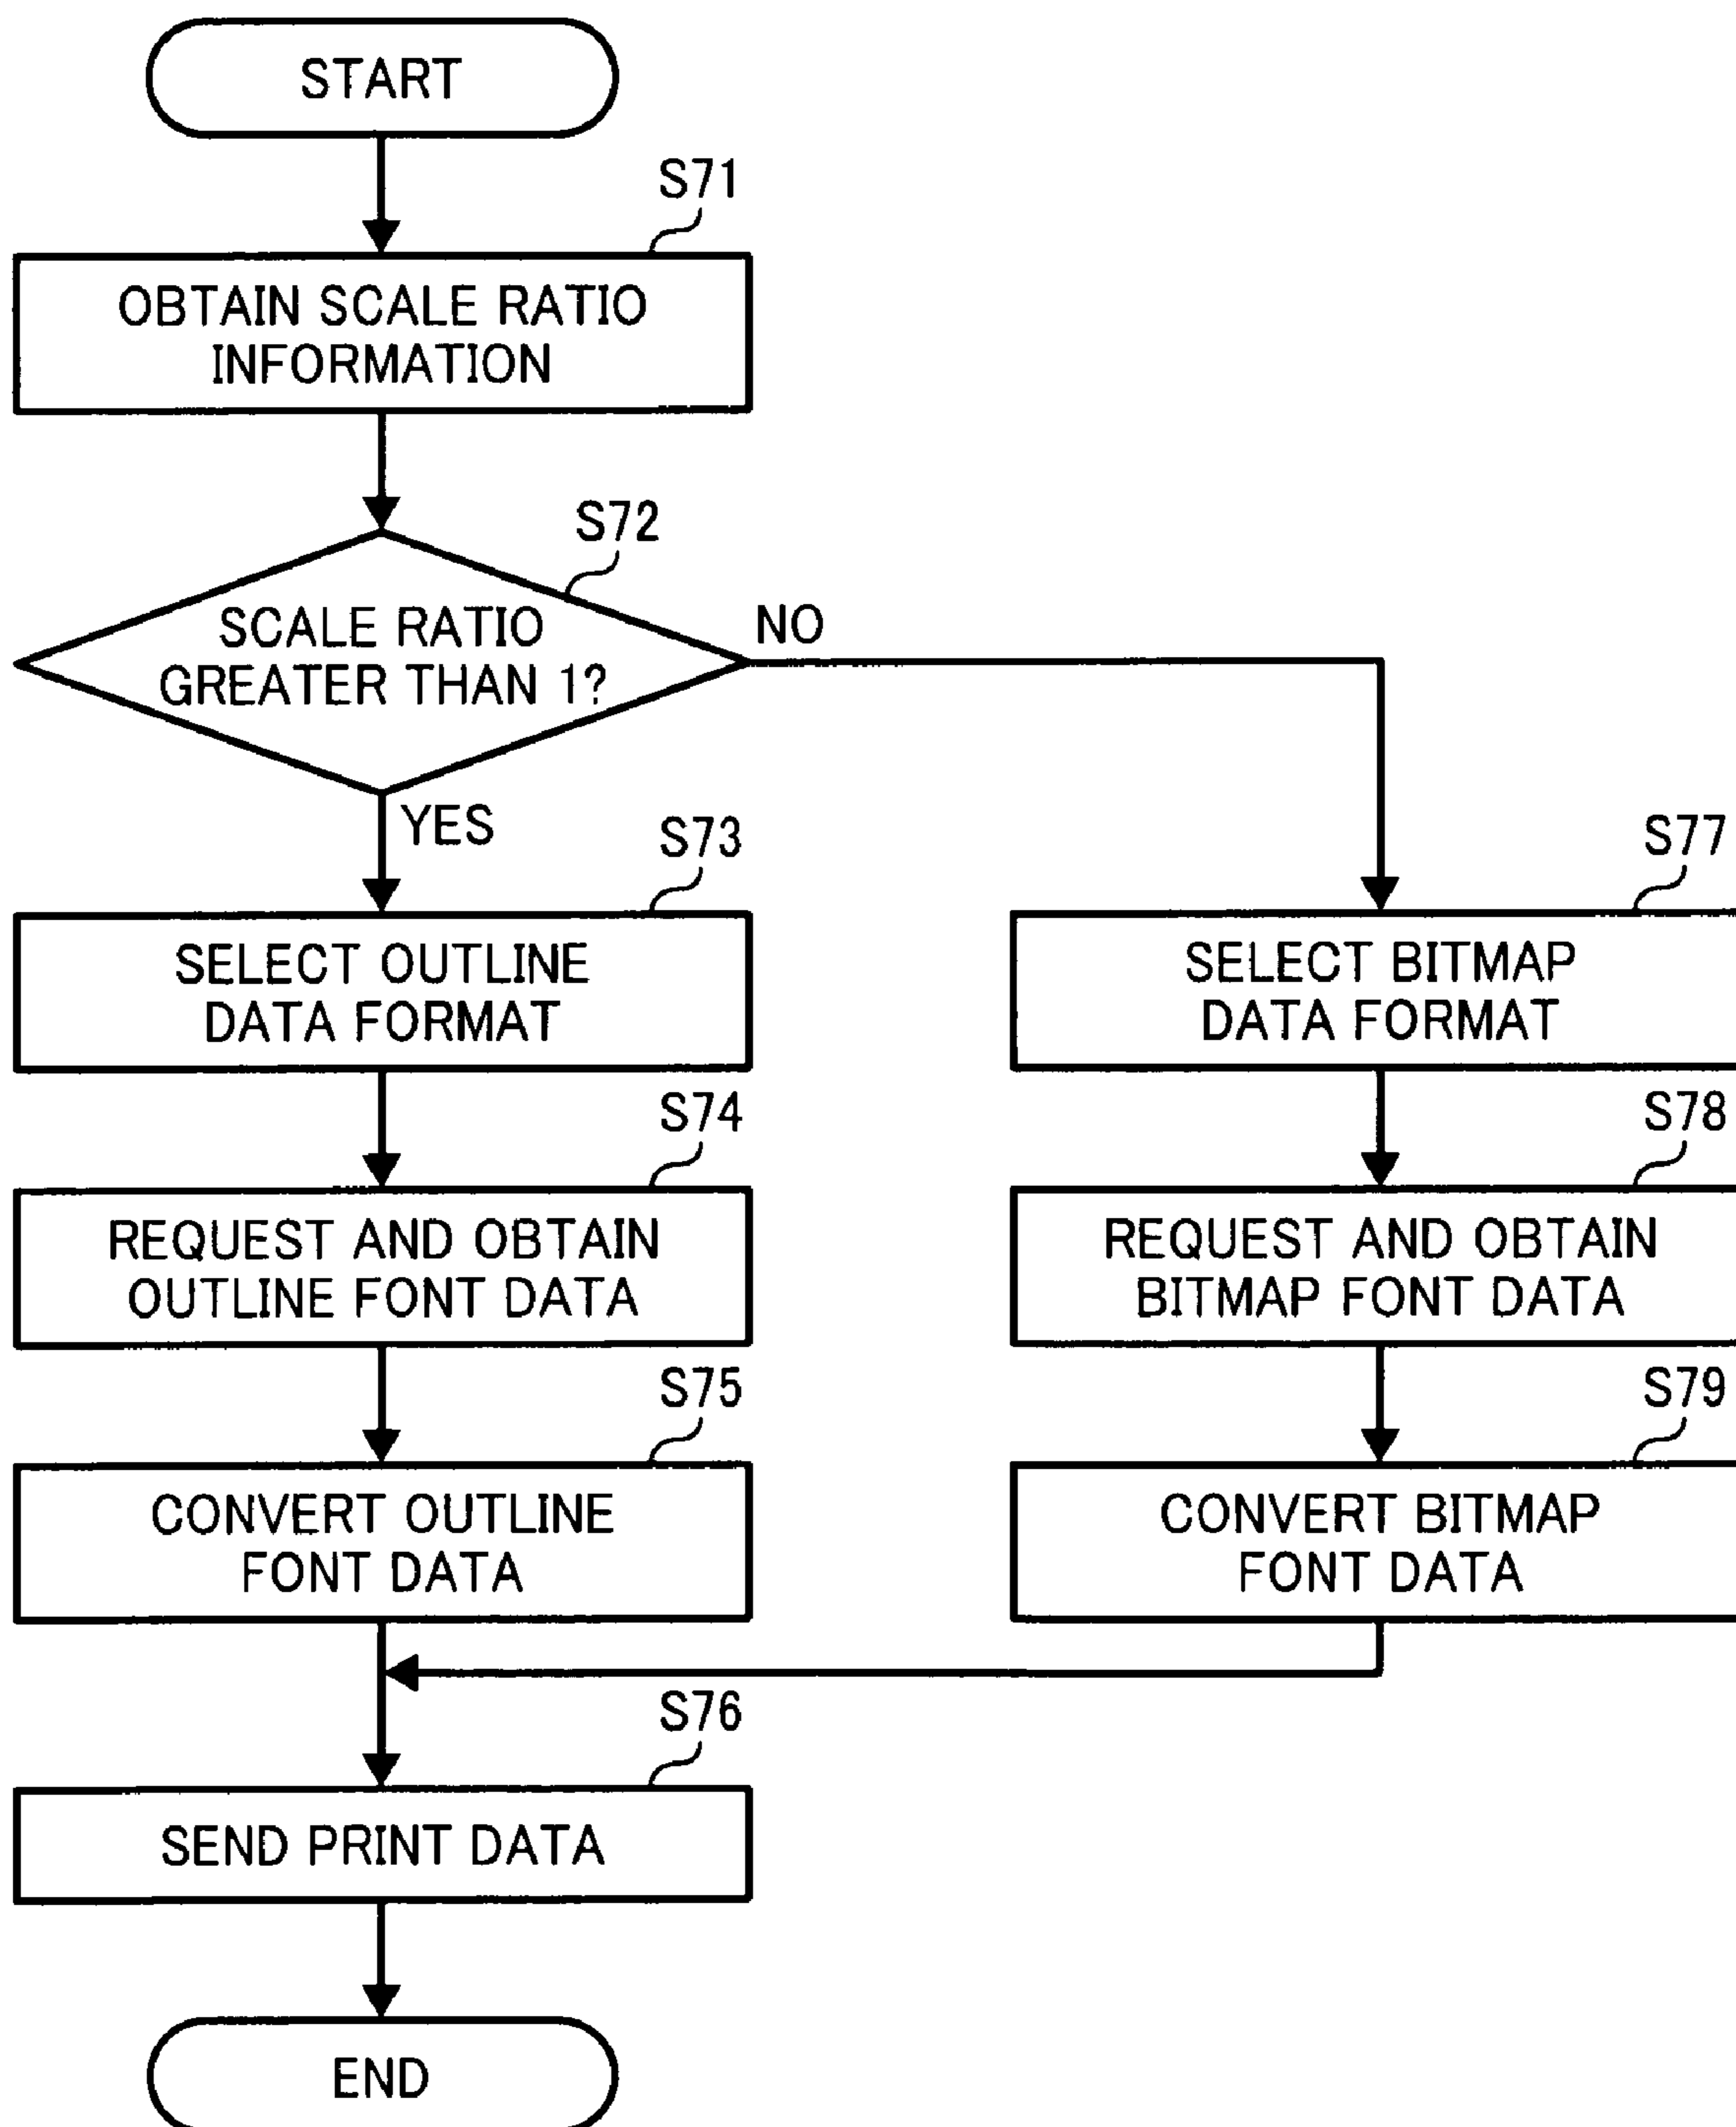 START
S71
OBTAIN SCALE RATIO
INFORMATION
S72
SCALE RATIO
GREATER THAN 1?
NO
YES
S73
SELECT OUTLINE
DATA FORMAT
S77
SELECT BITMAP
DATA FORMAT
S74
REQUEST AND OBTAIN
OUTLINE FONT DATA
S78
REQUEST AND OBTAIN
BITMAP FONT DATA
S75
CONVERT OUTLINE
FONT DATA
S79
CONVERT BITMAP
FONT DATA
S76
SEND PRINT DATA
END